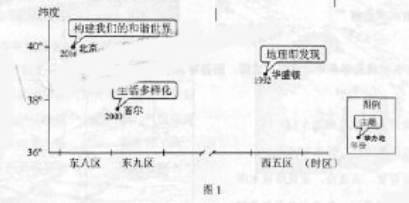 纬度
构建我们的和谐世界
40°
2016 北京
地理即发现
1992 华盛顿
生活多样化
38°
2000 首尔
图例
主题
举办地
年份
36°
东八区 东九区 西五区 (时区)
图1